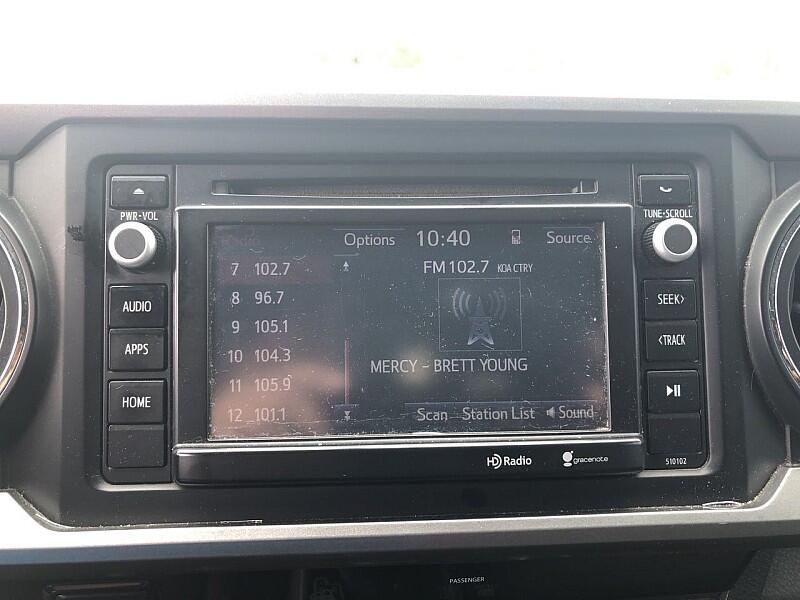 PWR•VOL
AUDIO
APPS
HOME
Radio
Options 10:40 Source
7 102.7
8 96.7
9 105.1
10 104.3
11 105.9
12 101.1
FM 102.7 KOA CTRY
MERCY - BRETT YOUNG
Scan Station List Sound
HD Radio gracenote
TUNE•SCROLL
SEEK>
<TRACK
510102
PASSENGER